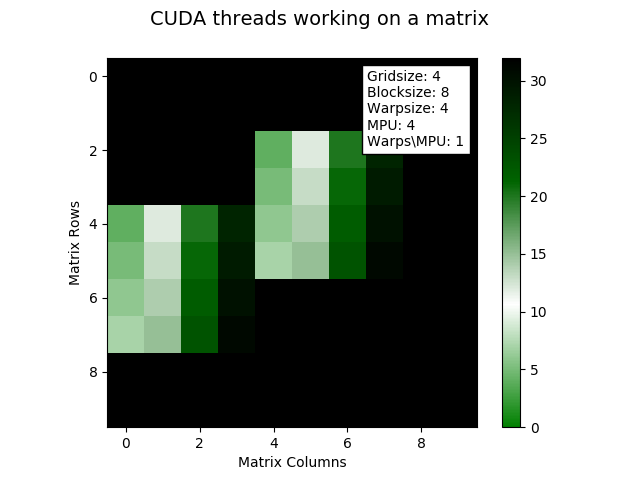 CUDA threads working on a matrix
Gridsize: 4
Blocksize: 8
Warpsize: 4
MPU: 4
Warps\MPU: 1
0
2
4
6
8
Matrix Rows
0 2 4 6 8
Matrix Columns
30
25
20
15
10
5
0